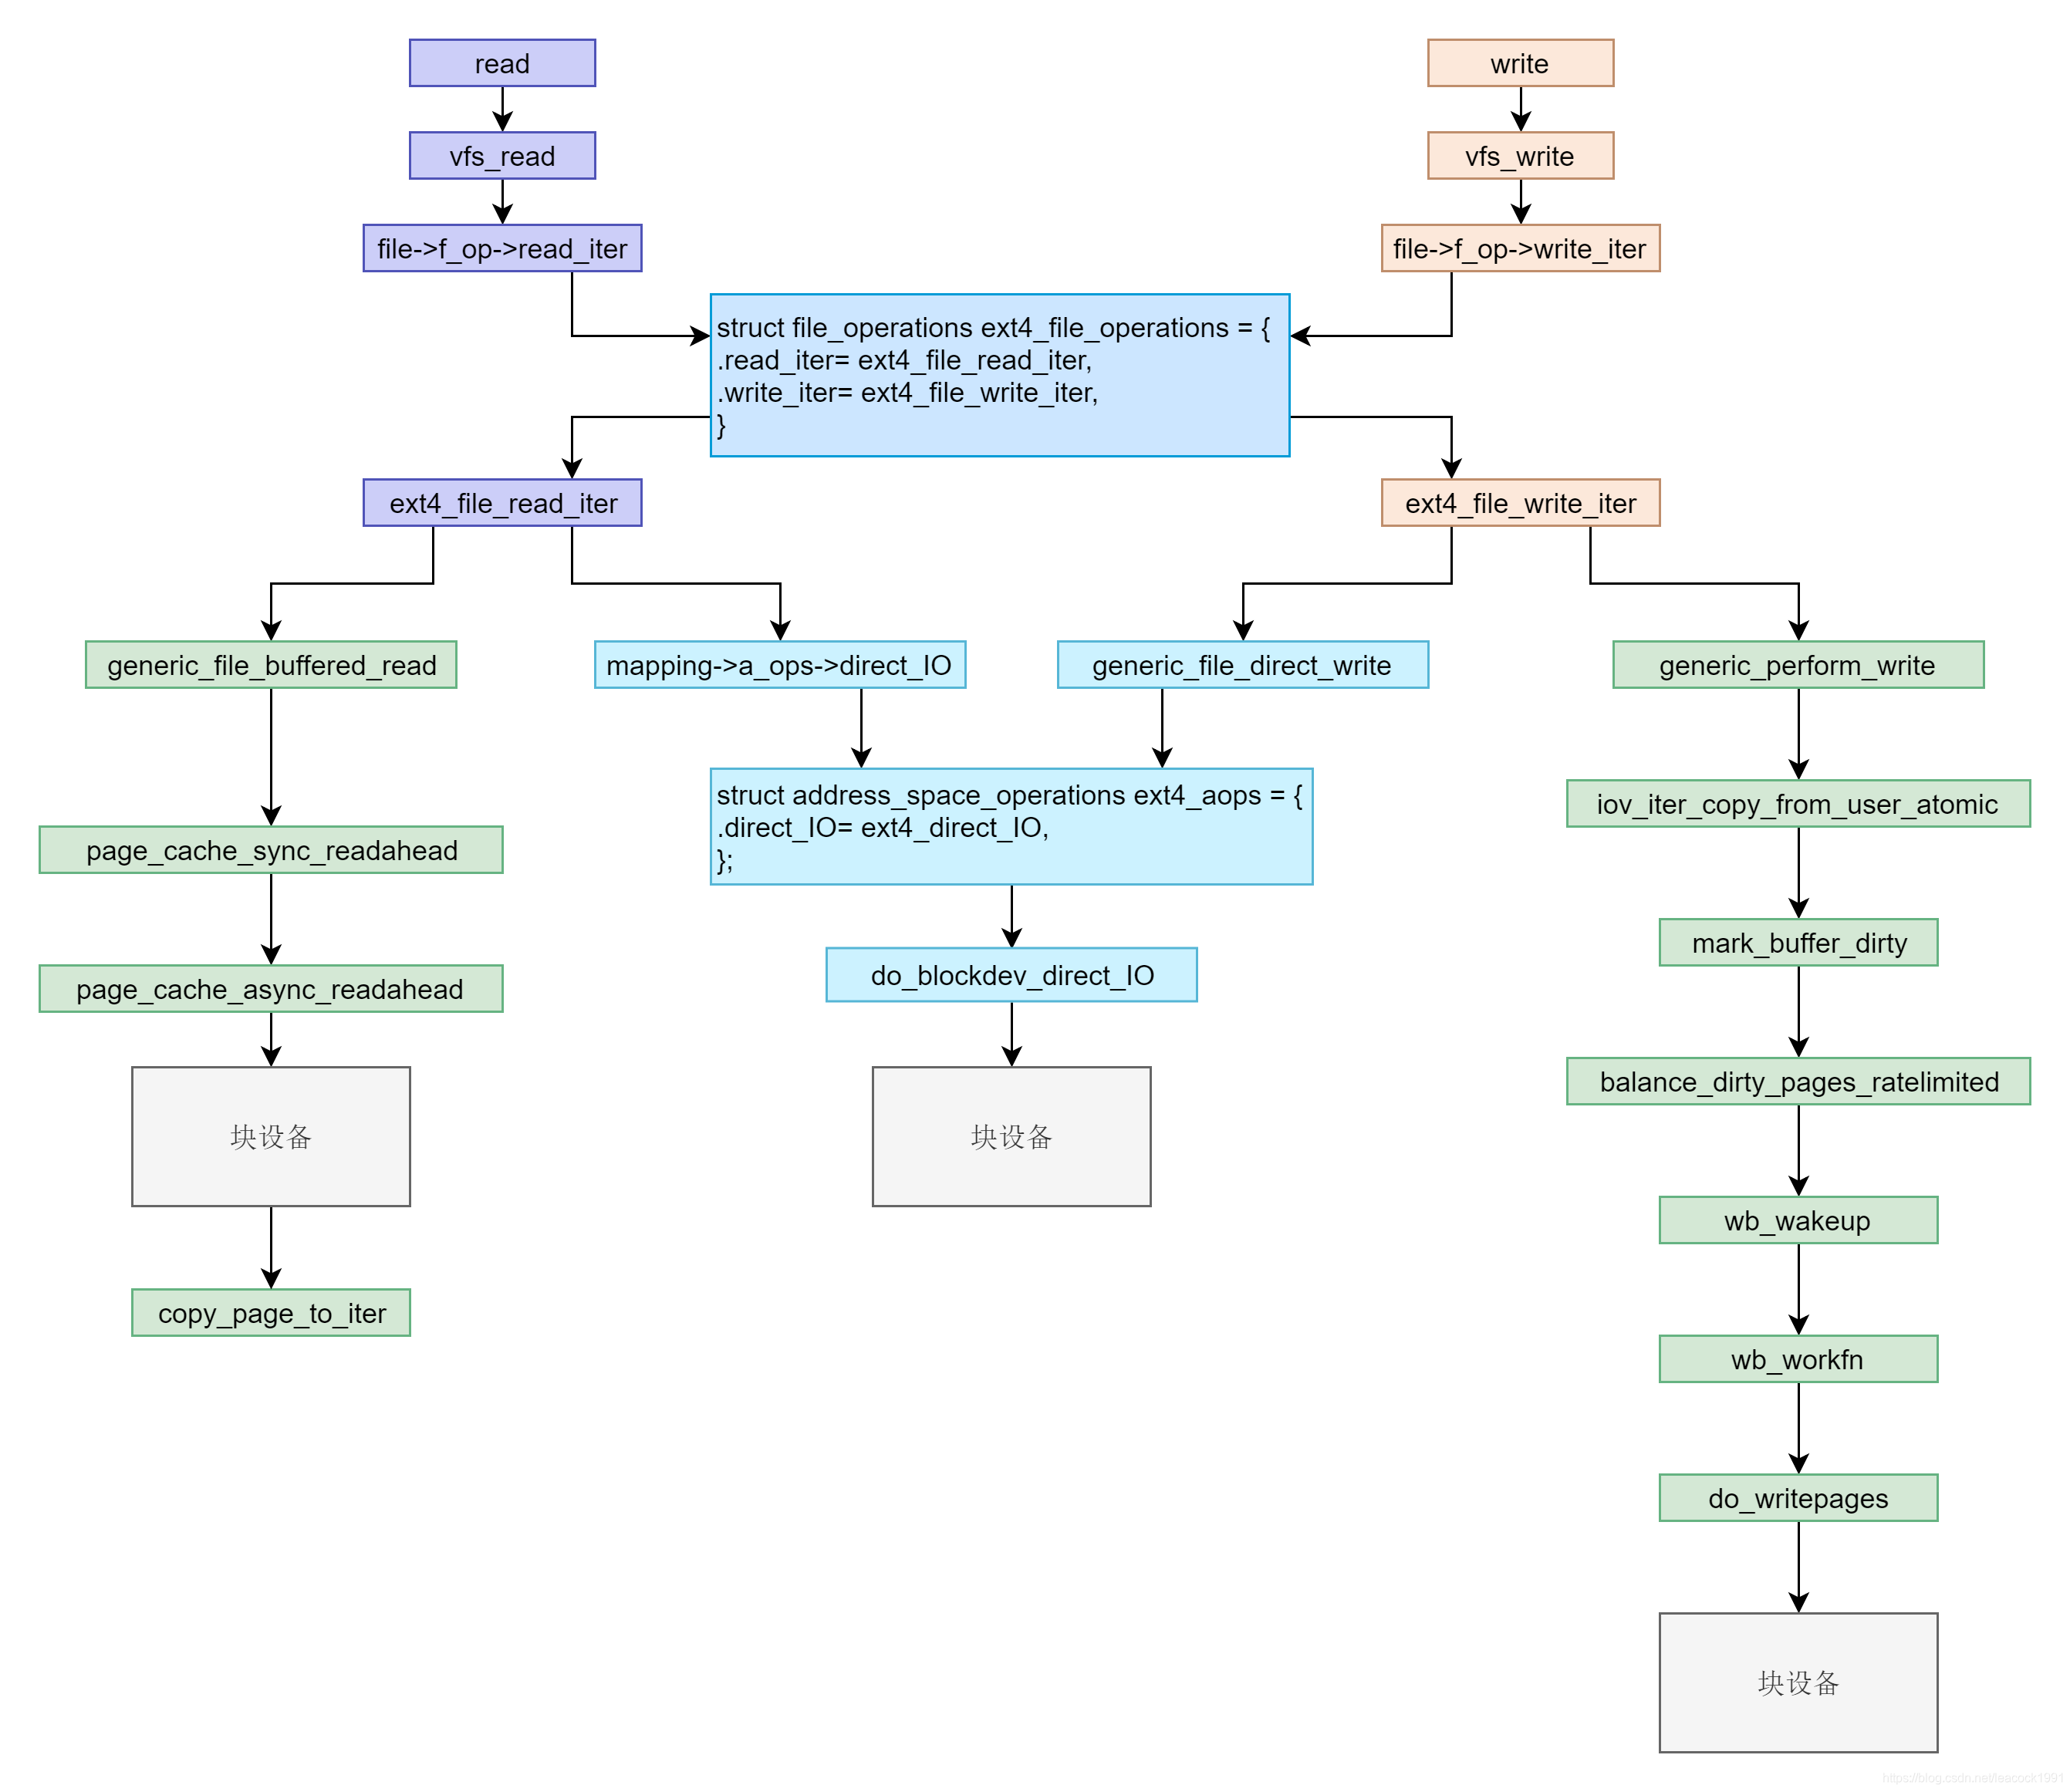 read
write
vfs_read
vfs_write
file->f_op->read_iter
file->f_op->write_iter
struct file_operations ext4_file_operations = {
.read_iter= ext4_file_read_iter,
.write_iter= ext4_file_write_iter,
}
ext4_file_read_iter
ext4_file_write_iter
generic_file_buffered_read
mapping->a_ops->direct_IO
generic_file_direct_write
generic_perform_write
struct address_space_operations ext4_aops = {
.direct_IO= ext4_direct_IO,
};
iov_iter_copy_from_user_atomic
page_cache_sync_readahead
mark_buffer_dirty
do_blockdev_direct_IO
page_cache_async_readahead
balance_dirty_pages_ratelimited
块设备
块设备
wb_wakeup
copy_page_to_iter
wb_workfn
do_writepages
块设备
https://blog.csdn.net/leacock1991